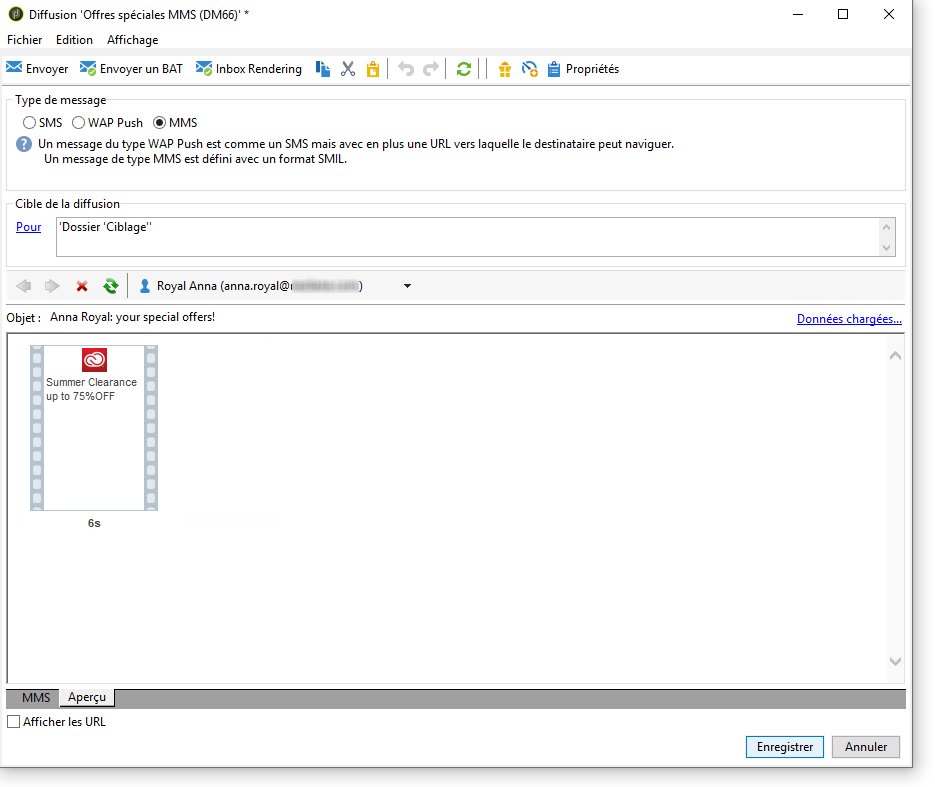 Diffusion 'Offres spéciales MMS (DM66)' *
Fichier Edition Affichage
Envoyer Envoyer un BAT Inbox Rendering Propriétés
Type de message
SMS WAP Push MMS
Un message du type WAP Push est comme un SMS mais avec en plus une URL vers laquelle le destinataire peut naviguer.
Un message de type MMS est défini avec un format SMIL.
Cible de la diffusion
Pour 'Dossier 'Ciblage''
Royal Anna (anna.royal@ )
Objet : Anna Royal: your special offers!
Données chargées...
Summer Clearance
up to 75%OFF
6s
MMS Aperçu
Afficher les URL
Enregistrer Annuler